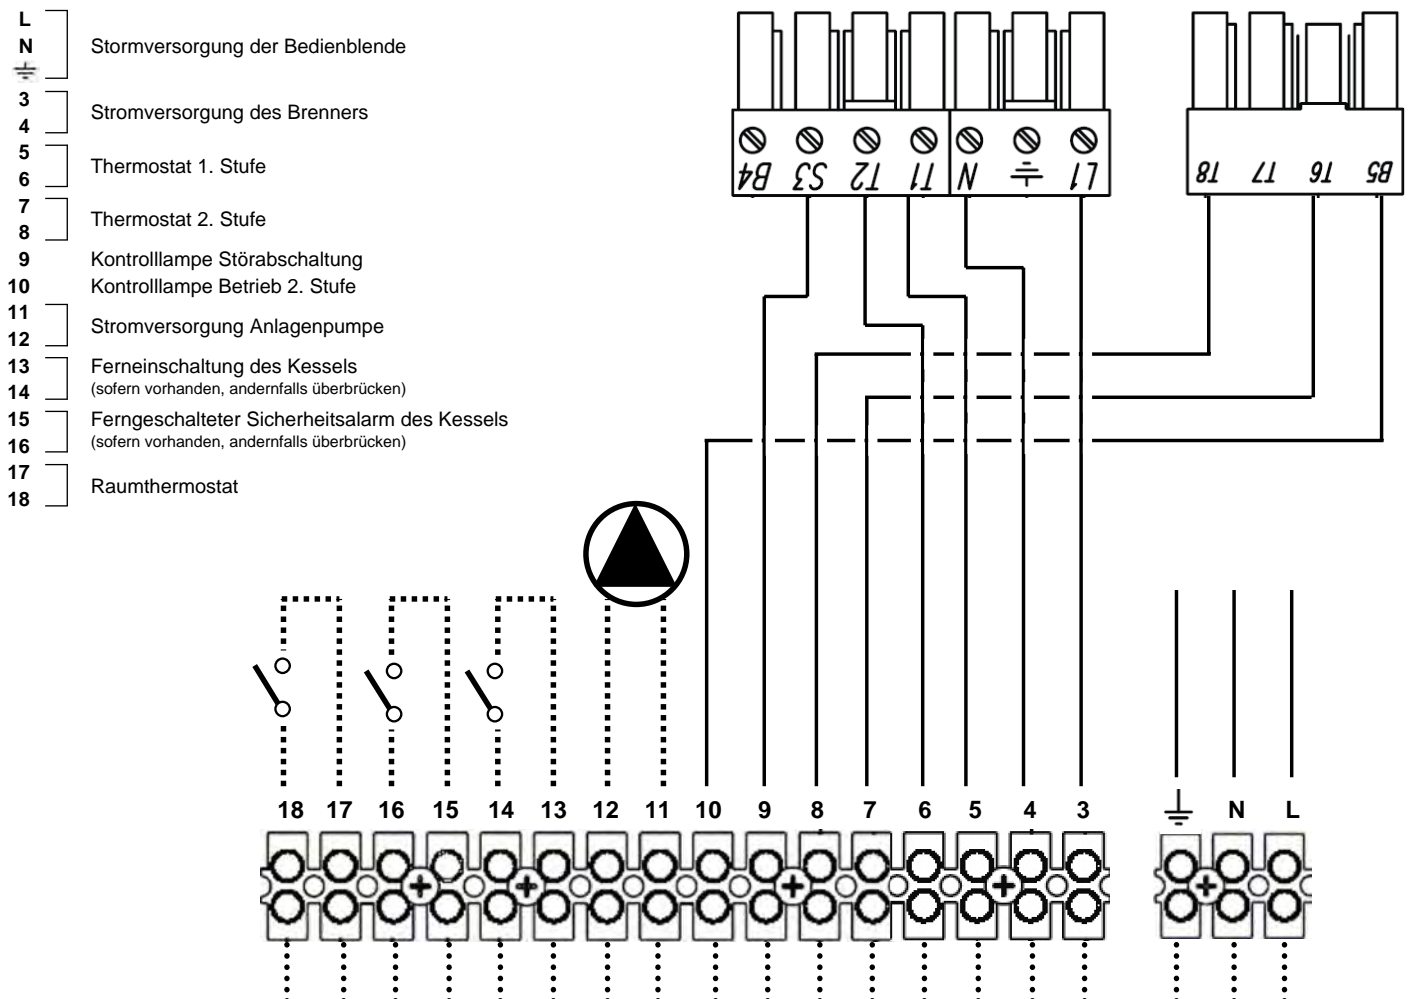 L
N
Stormversorgung der Bedienblende
3
4
Stromversorgung des Brenners
5
6
Thermostat 1. Stufe
7
8
Thermostat 2. Stufe
9 Kontrolllampe Störabschaltung
10 Kontrolllampe Betrieb 2. Stufe
11
12
Stromversorgung Anlagenpumpe
13
14
Ferneinschaltung des Kessels
(sofern vorhanden, andernfalls überbrücken)
15
16
Ferngeschalteter Sicherheitsalarm des Kessels
(sofern vorhanden, andernfalls überbrücken)
17
18
Raumthermostat
B4 S3 T2 T1 N L1
T8 T7 T6 B5
18 17 16 15 14 13 12 11 10 9 8 7 6 5 4 3
N L